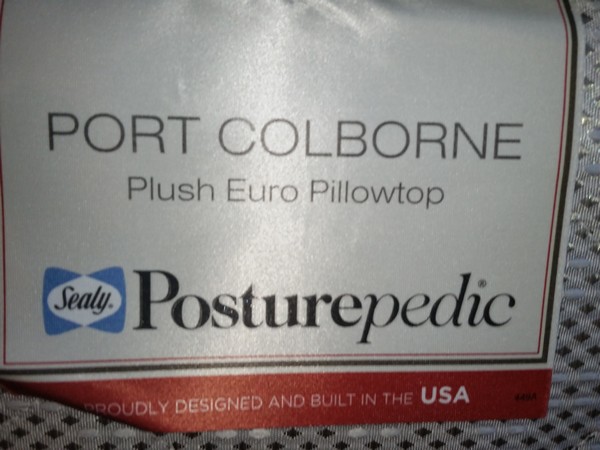 PORT COLBORNE
Plush Euro Pillowtop
Sealy. Posturepedic®
PROUDLY DESIGNED AND BUILT IN THE USA